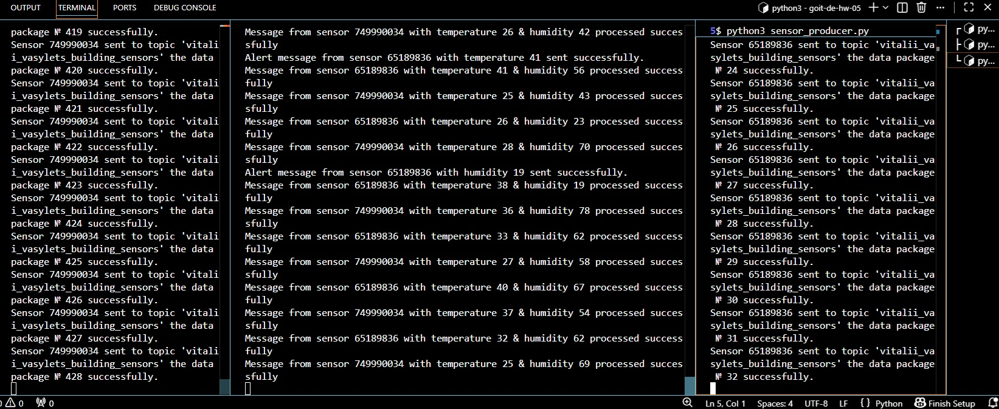 OUTPUT TERMINAL PORTS DEBUG CONSOLE
python3 - goit-de-hw-05
package № 419 successfully.
Sensor 749990034 sent to topic 'vitali
i_vasylets_building_sensors' the data
package № 420 successfully.
Sensor 749990034 sent to topic 'vitali
i_vasylets_building_sensors' the data
package № 421 successfully.
Sensor 749990034 sent to topic 'vitali
i_vasylets_building_sensors' the data
package № 422 successfully.
Sensor 749990034 sent to topic 'vitali
i_vasylets_building_sensors' the data
package № 423 successfully.
Sensor 749990034 sent to topic 'vitali
i_vasylets_building_sensors' the data
package № 424 successfully.
Sensor 749990034 sent to topic 'vitali
i_vasylets_building_sensors' the data
package № 425 successfully.
Sensor 749990034 sent to topic 'vitali
i_vasylets_building_sensors' the data
package № 426 successfully.
Sensor 749990034 sent to topic 'vitali
i_vasylets_building_sensors' the data
package № 427 successfully.
Sensor 749990034 sent to topic 'vitali
i_vasylets_building_sensors' the data
package № 428 successfully.
Message from sensor 749990034 with temperature 26 & humidity 42 processed succes
sfully
Alert message from sensor 65189836 with temperature 41 sent successfully.
Message from sensor 65189836 with temperature 41 & humidity 56 processed success
fully
Message from sensor 749990034 with temperature 25 & humidity 43 processed succes
sfully
Message from sensor 65189836 with temperature 26 & humidity 23 processed success
fully
Message from sensor 749990034 with temperature 28 & humidity 70 processed succes
sfully
Alert message from sensor 65189836 with humidity 19 sent successfully.
Message from sensor 65189836 with temperature 38 & humidity 19 processed success
fully
Message from sensor 749990034 with temperature 36 & humidity 78 processed succes
sfully
Message from sensor 65189836 with temperature 33 & humidity 62 processed success
fully
Message from sensor 749990034 with temperature 27 & humidity 58 processed succes
sfully
Message from sensor 65189836 with temperature 40 & humidity 67 processed success
fully
Message from sensor 749990034 with temperature 37 & humidity 54 processed succes
sfully
Message from sensor 65189836 with temperature 32 & humidity 62 processed success
fully
Message from sensor 749990034 with temperature 25 & humidity 69 processed succes
sfully
5$ python3 sensor_producer.py
Sensor 65189836 sent to topic 'vitalii_va
sylets_building_sensors' the data package
№ 24 successfully.
Sensor 65189836 sent to topic 'vitalii_va
sylets_building_sensors' the data package
№ 25 successfully.
Sensor 65189836 sent to topic 'vitalii_va
sylets_building_sensors' the data package
№ 26 successfully.
Sensor 65189836 sent to topic 'vitalii_va
sylets_building_sensors' the data package
№ 27 successfully.
Sensor 65189836 sent to topic 'vitalii_va
sylets_building_sensors' the data package
№ 28 successfully.
Sensor 65189836 sent to topic 'vitalii_va
sylets_building_sensors' the data package
№ 29 successfully.
Sensor 65189836 sent to topic 'vitalii_va
sylets_building_sensors' the data package
№ 30 successfully.
Sensor 65189836 sent to topic 'vitalii_va
sylets_building_sensors' the data package
№ 31 successfully.
Sensor 65189836 sent to topic 'vitalii_va
sylets_building_sensors' the data package
№ 32 successfully.
py...
py...
py...
0 0 Ln 5, Col 1 Spaces: 4 UTF-8 LF { } Python Finish Setup